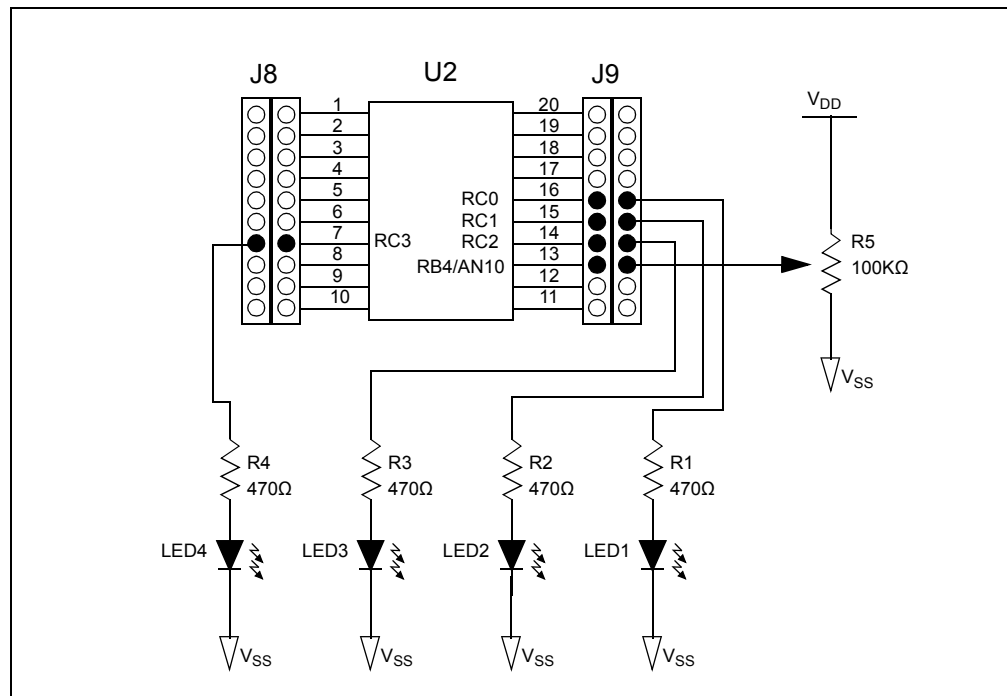 J8
U2
J9
1
20
2
19
3
18
4
17
5
RC0
16
6
RC1
15
7
RC3
RC2
14
8
RB4/AN10
13
9
12
10
11
VDD
R5
100KΩ
VSS
R4
470Ω
R3
470Ω
R2
470Ω
R1
470Ω
LED4
LED3
LED2
LED1
VSS
VSS
VSS
VSS